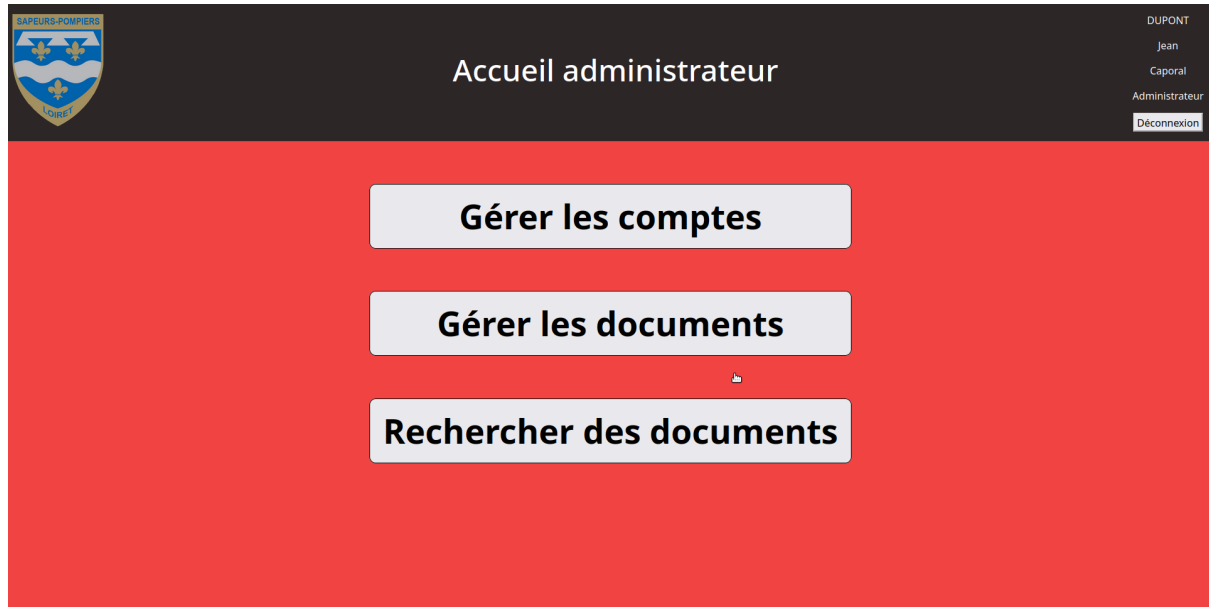 SAPEURS-POMPIERS
LOIRET
Accueil administrateur
DUPONT
Jean
Caporal
Administrateur
Déconnexion
Gérer les comptes
Gérer les documents
Rechercher des documents